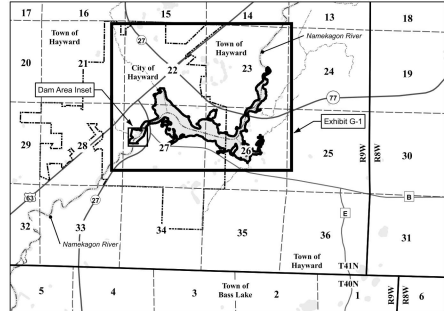 17
16
15
14
13
18
Town of
Hayward
27
Town of
Hayward
Namekagon River
20
21
City of
Hayward
22
23
24
19
Dam Area Inset
77
Exhibit G-1
29
28
27
26
25
R9W
R8W
30
63
27
B
32
33
34
35
E
36
31
Namekagon River
Town of
Hayward
T41N
T40N
5
4
3
Town of
Bass Lake
2
1
R9W
R8W
6